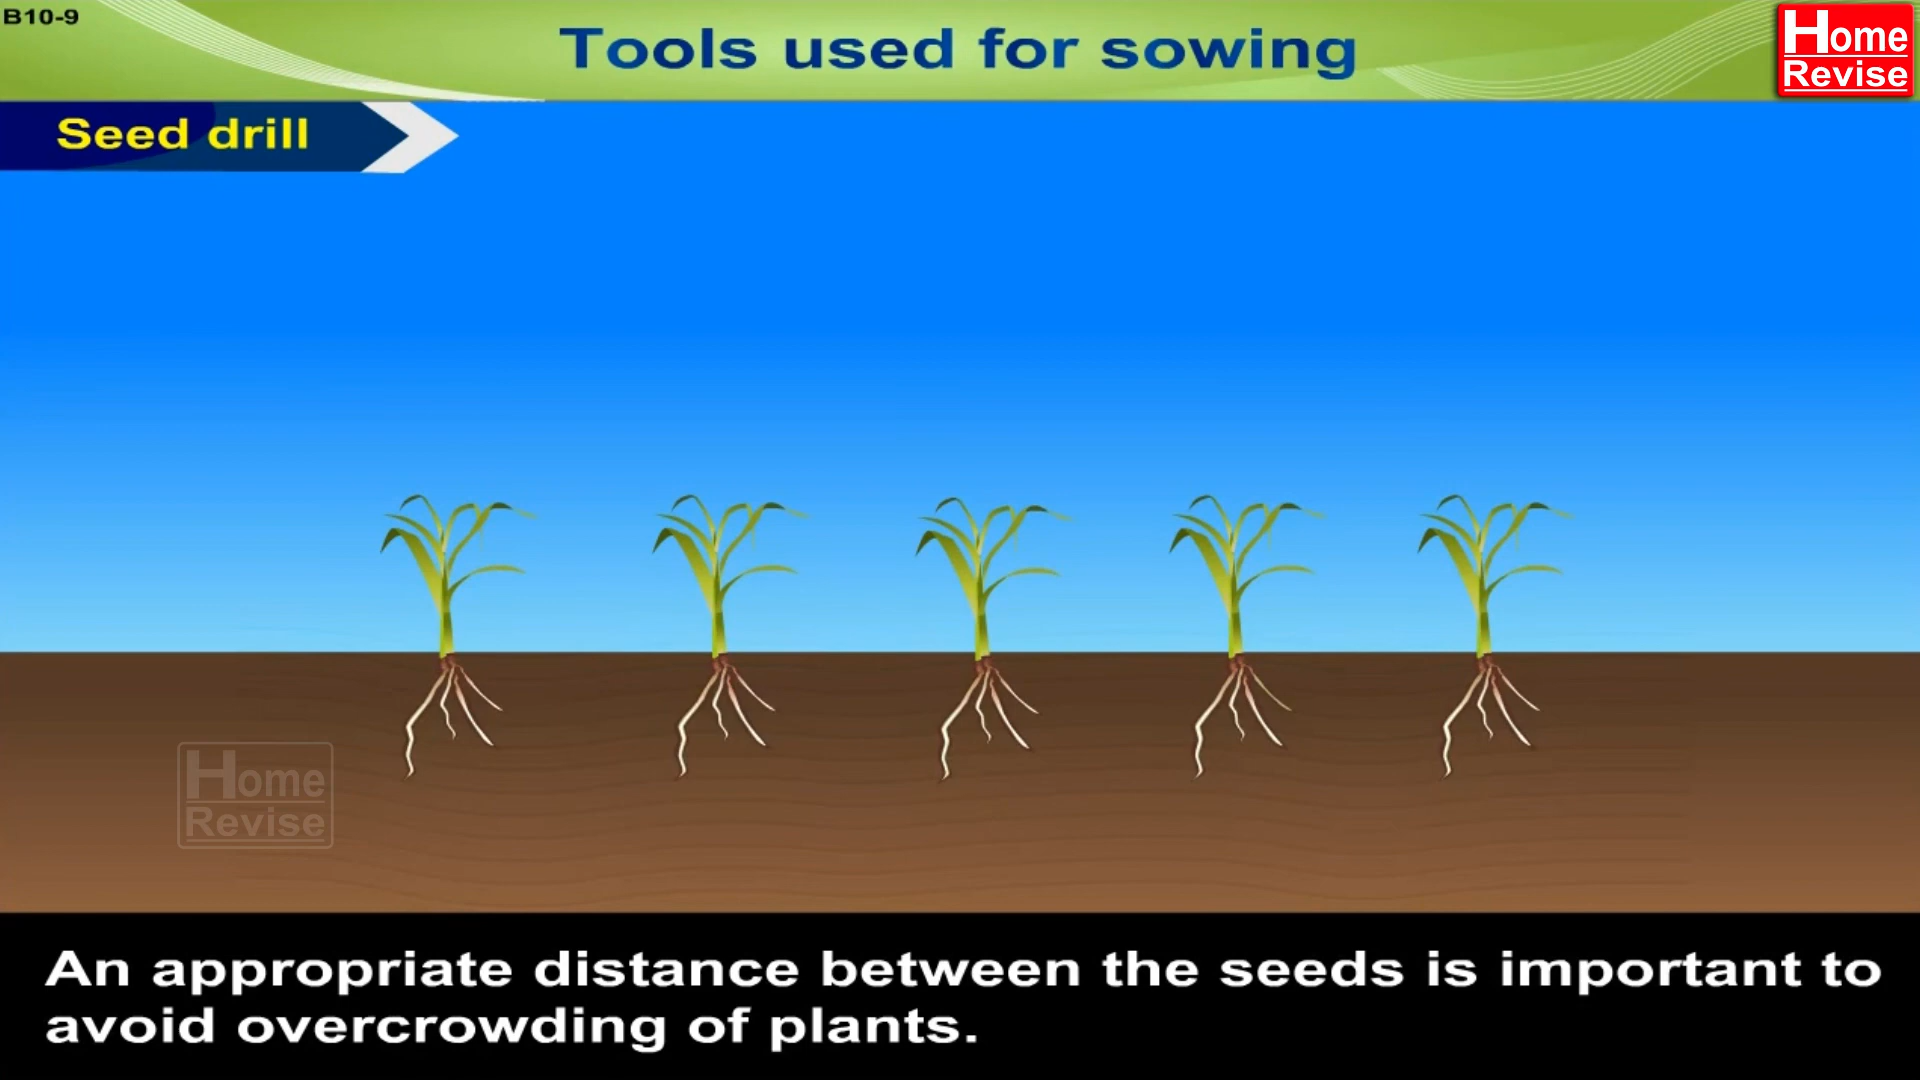 B10-9
Tools used for sowing
Home
Revise
Seed drill
Home
Revise
An appropriate distance between the seeds is important to
avoid overcrowding of plants.